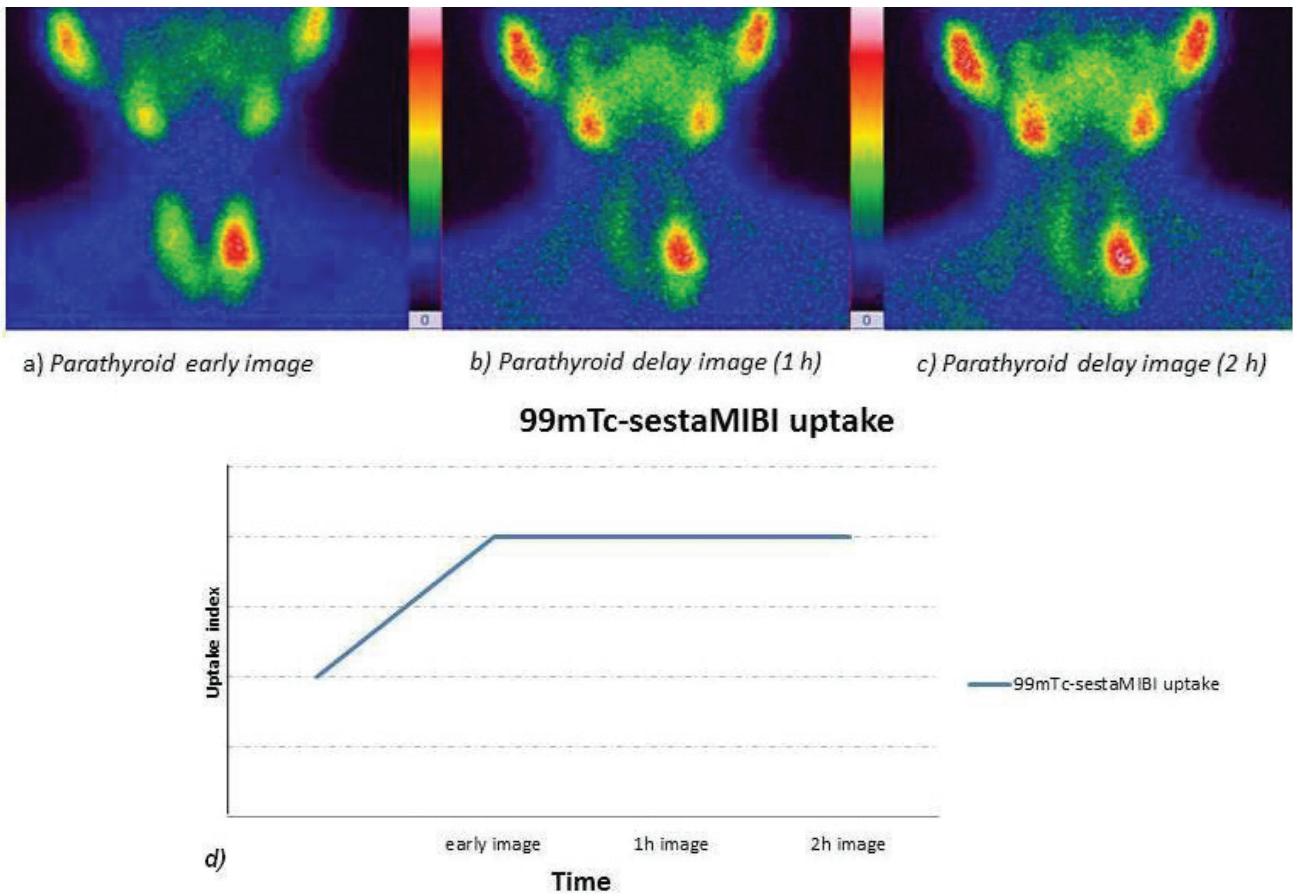 0
0
a) Parathyroid early image
b) Parathyroid delay image (1 h)
c) Parathyroid delay image (2 h)
99mTc-sestaMIBI uptake
Uptake index
99mTc-sestaMIBI uptake
early image
1h image
2h image
d)
Time